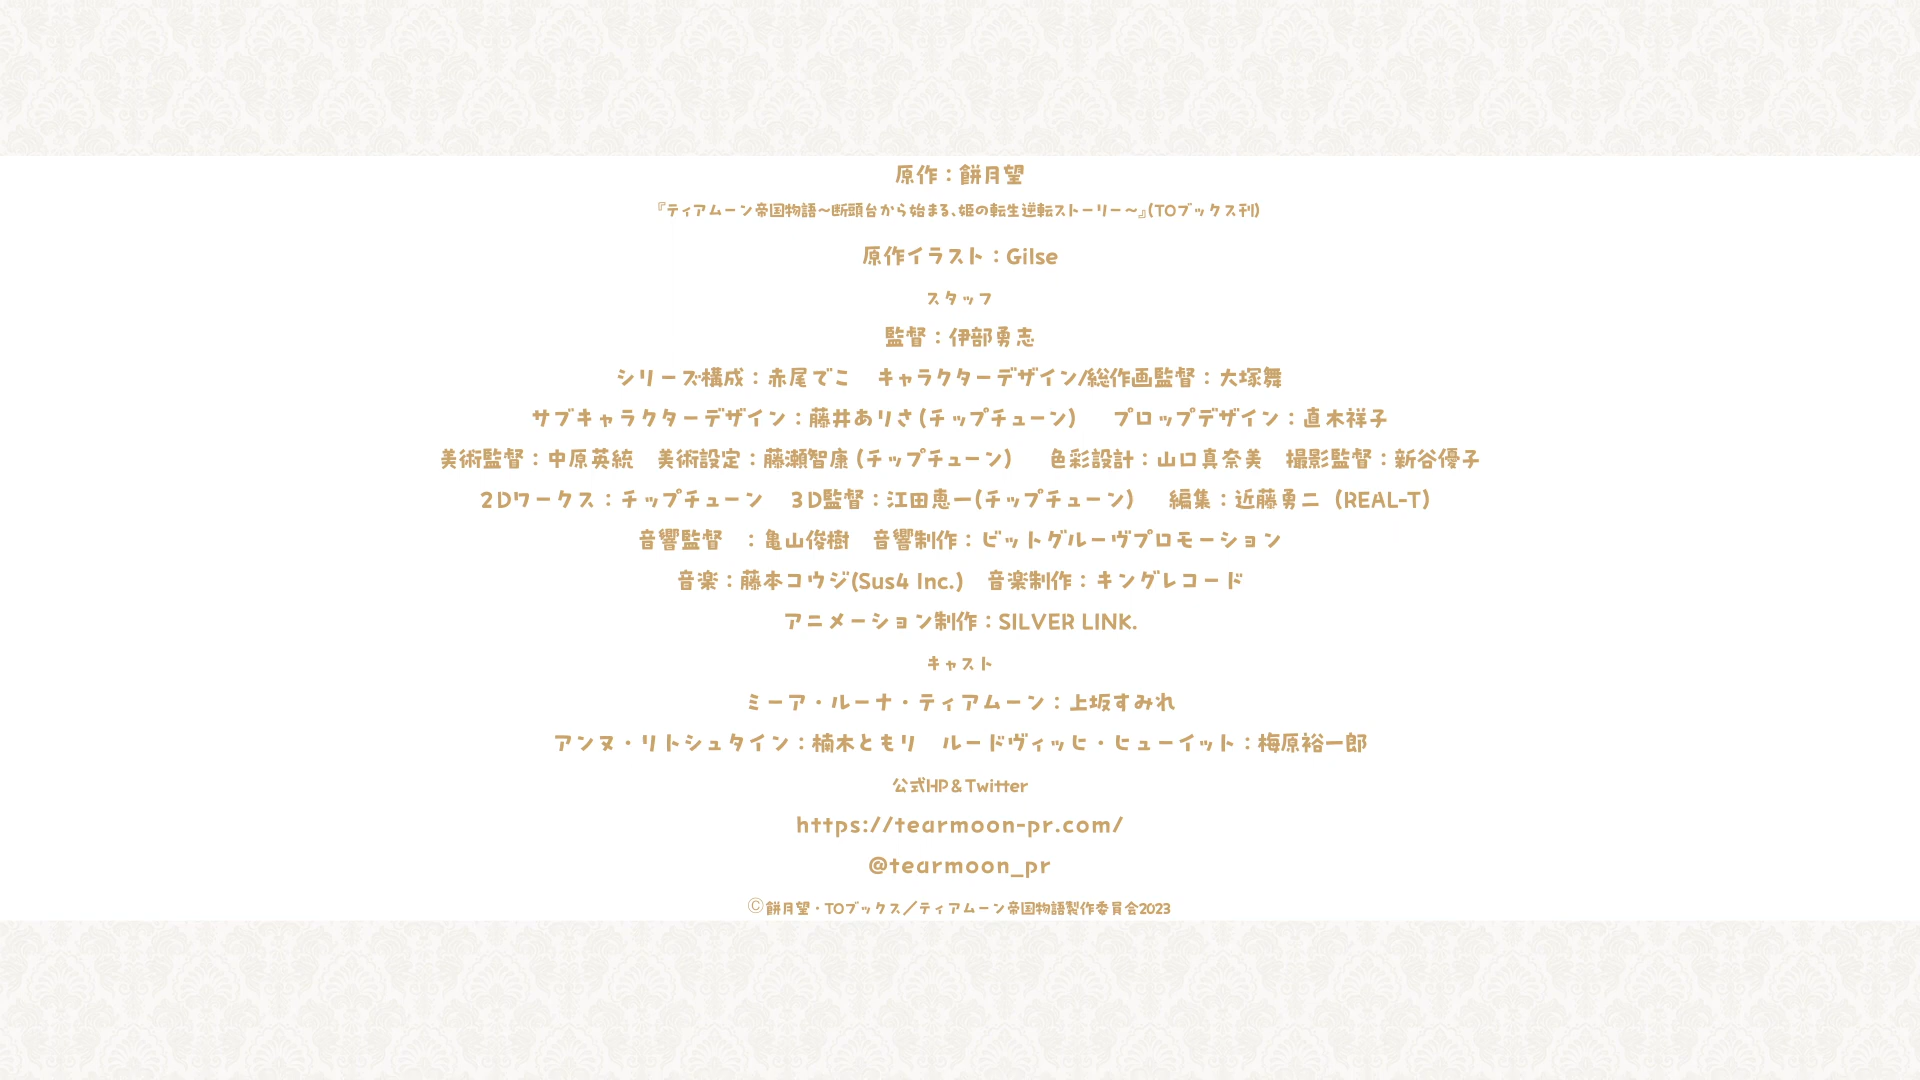 原作：餅月望
『ティアムーン帝国物語～断頭台から始まる、姫の転生逆転ストーリー～』(TOブックス刊)
原作イラスト：Gilse
スタッフ
監督：伊部勇志
シリーズ構成：赤尾でこ　キャラクターデザイン/総作画監督：大塚舞
サブキャラクターデザイン：藤井ありさ(チップチューン)　プロップデザイン：直木祥子
美術監督：中原英統　美術設定：藤瀬智康(チップチューン)　色彩設計：山口真奈美　撮影監督：新谷優子
２Dワークス：チップチューン　３D監督：江田恵一(チップチューン)　編集：近藤勇二（REAL-T）
音響監督　：亀山俊樹　音響制作：ビットグルーヴプロモーション
音楽：藤本コウジ(Sus4 Inc.)　音楽制作：キングレコード
アニメーション制作：SILVER LINK.
キャスト
ミーア・ルーナ・ティアムーン：上坂すみれ
アンヌ・リトシュタイン：楠木ともり　ルードヴィッヒ・ヒューイット：梅原裕一郎
公式HP＆Twitter
https://tearmoon-pr.com/
@tearmoon_pr
Ⓒ餅月望・TOブックス／ティアムーン帝国物語製作委員会2023